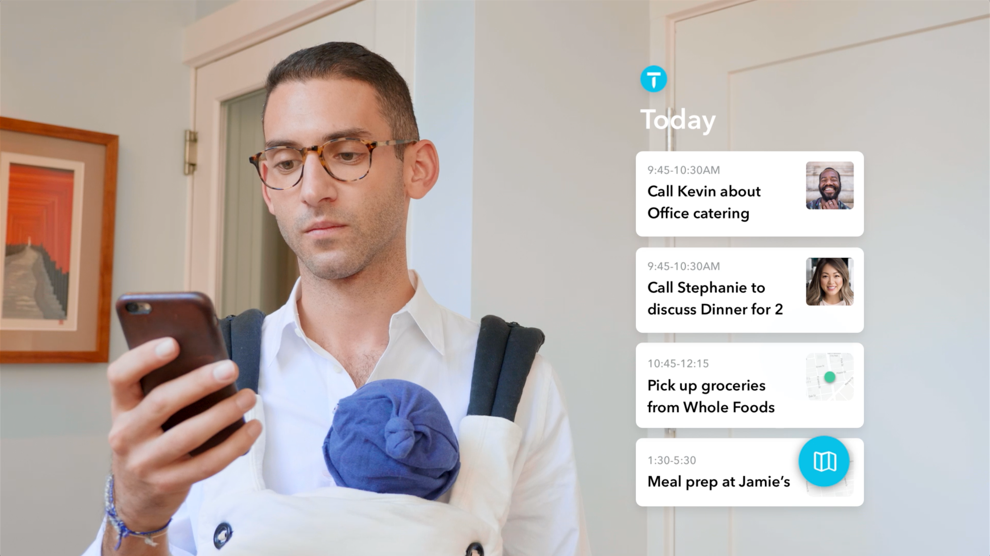 T
Today
9:45-10:30AM
Call Kevin about
Office catering
9:45-10:30AM
Call Stephanie to
discuss Dinner for 2
10:45-12:15
Pick up groceries
from Whole Foods
1:30-5:30
Meal prep at Jamie’s